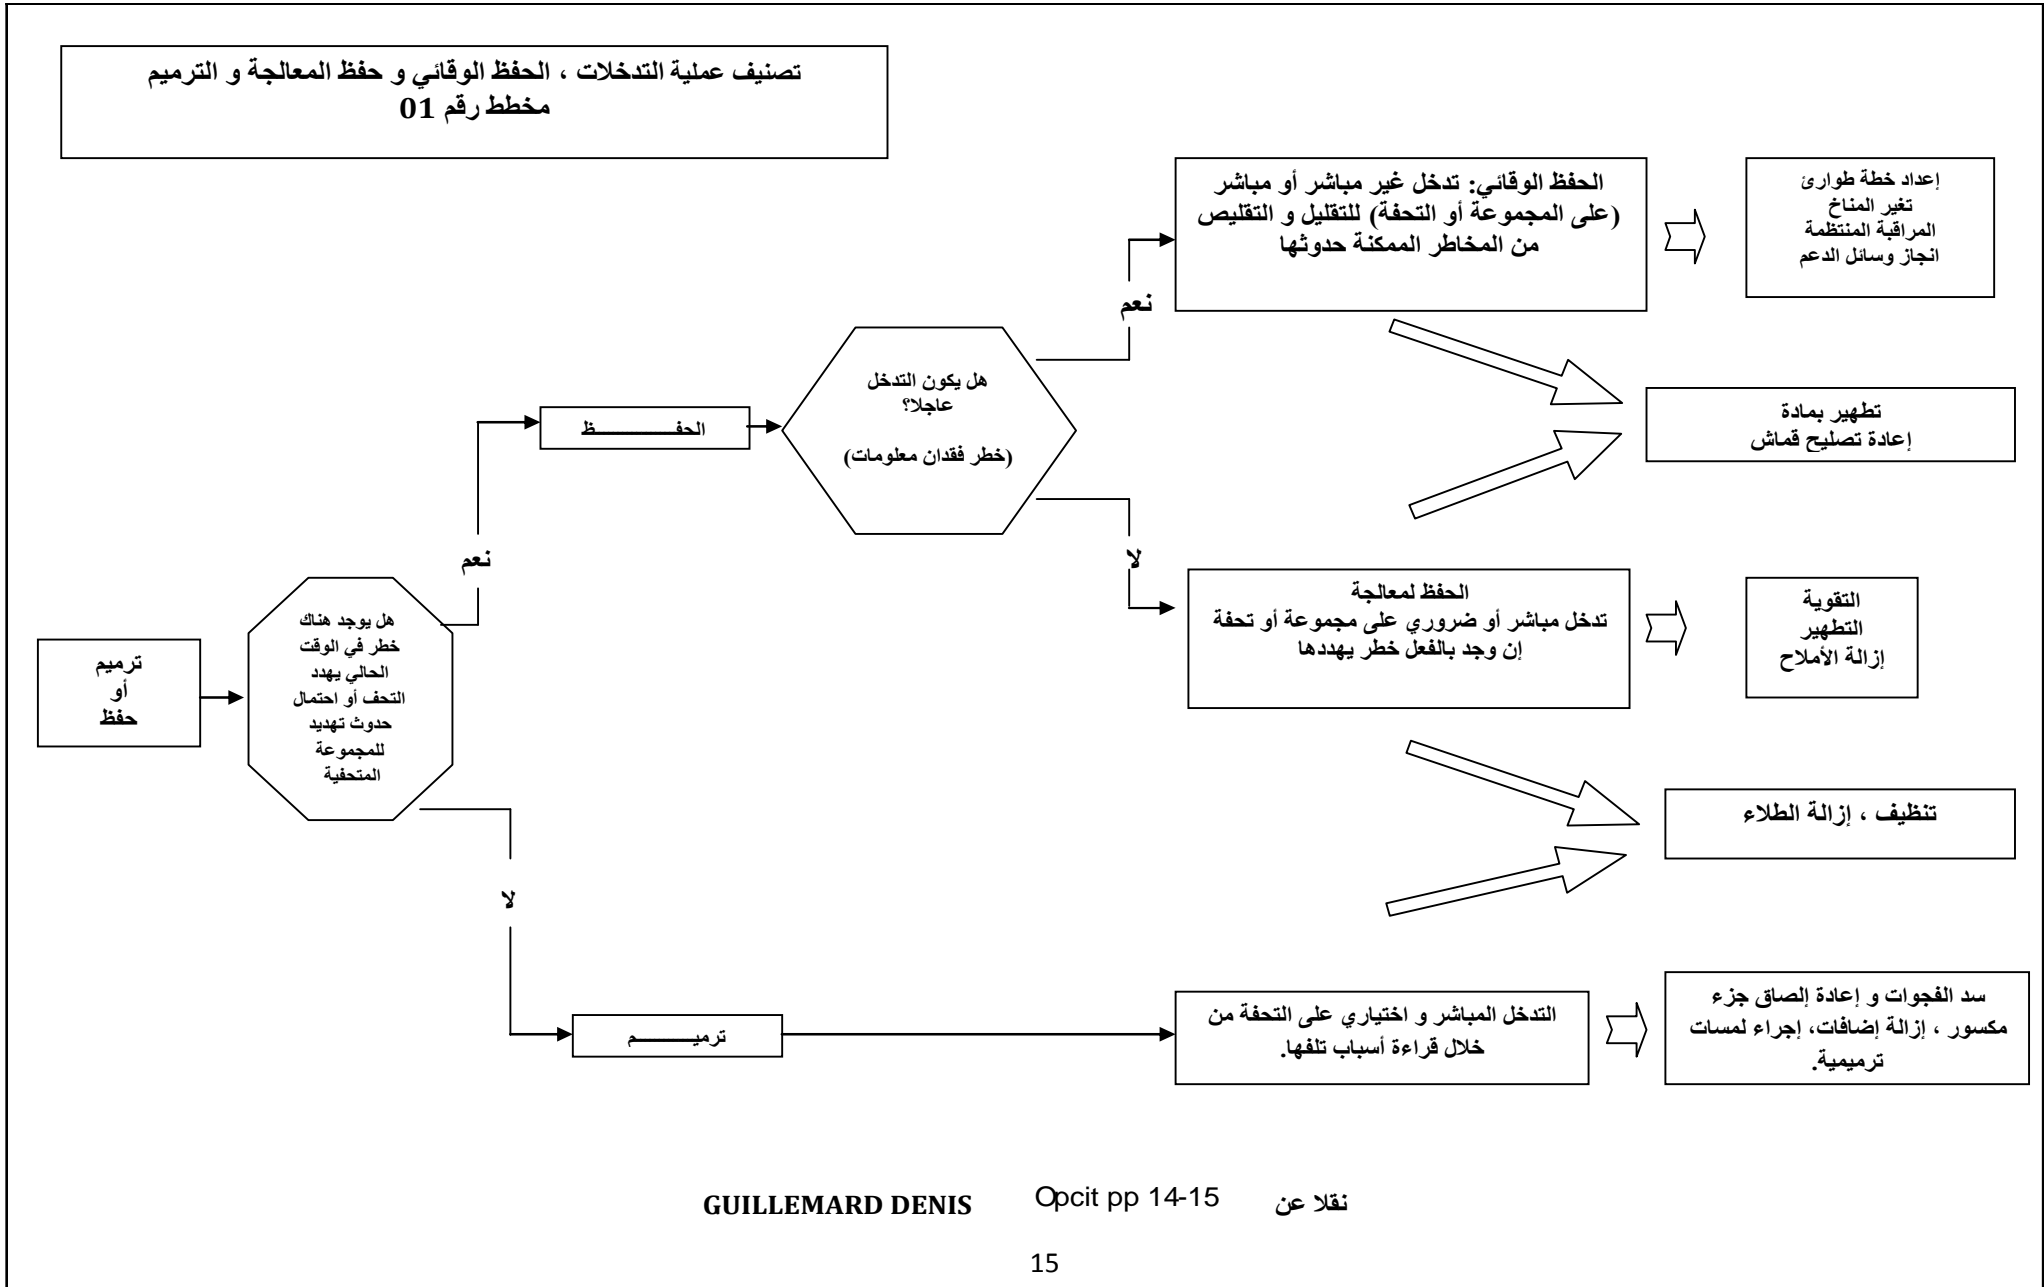 تصنيف عملية التدخلات ، الحفظ الوقائي و حفظ المعالجة و الترميم
مخطط رقم 01
الحفظ الوقائي: تدخل غير مباشر أو مباشر
(على المجموعة أو التحفة) للتقليل و التقليص
من المخاطر الممكنة حدوثها
إعداد خطة طوارئ
تغير المناخ
المراقبة المنتظمة
انجاز وسائل الدعم
نعم
هل يكون التدخل
عاجلا؟
(خطر فقدان معلومات)
تطهير بمادة
إعادة تصليح قماش
الحفـــــــــــــظ
نعم
لا
الحفظ لمعالجة
تدخل مباشر أو ضروري على مجموعة أو تحفة
إن وجد بالفعل خطر يهددها
التقوية
التطهير
إزالة الأملاح
ترميم
أو
حفظ
هل يوجد هناك
خطر في الوقت
الحالي يهدد
التحف أو احتمال
حدوث تهديد
للمجموعة
المتحفية
تنظيف ، إزالة الطلاء
لا
ترميـــــــــم
التدخل المباشر و اختياري على التحفة من
خلال قراءة أسباب تلفها.
سد الفجوات و إعادة إلصاق جزء
مكسور ، إزالة إضافات، إجراء لمسات
ترميمية.
نقلا عن Opcit pp 14-15 GUILLEMARD DENIS
15